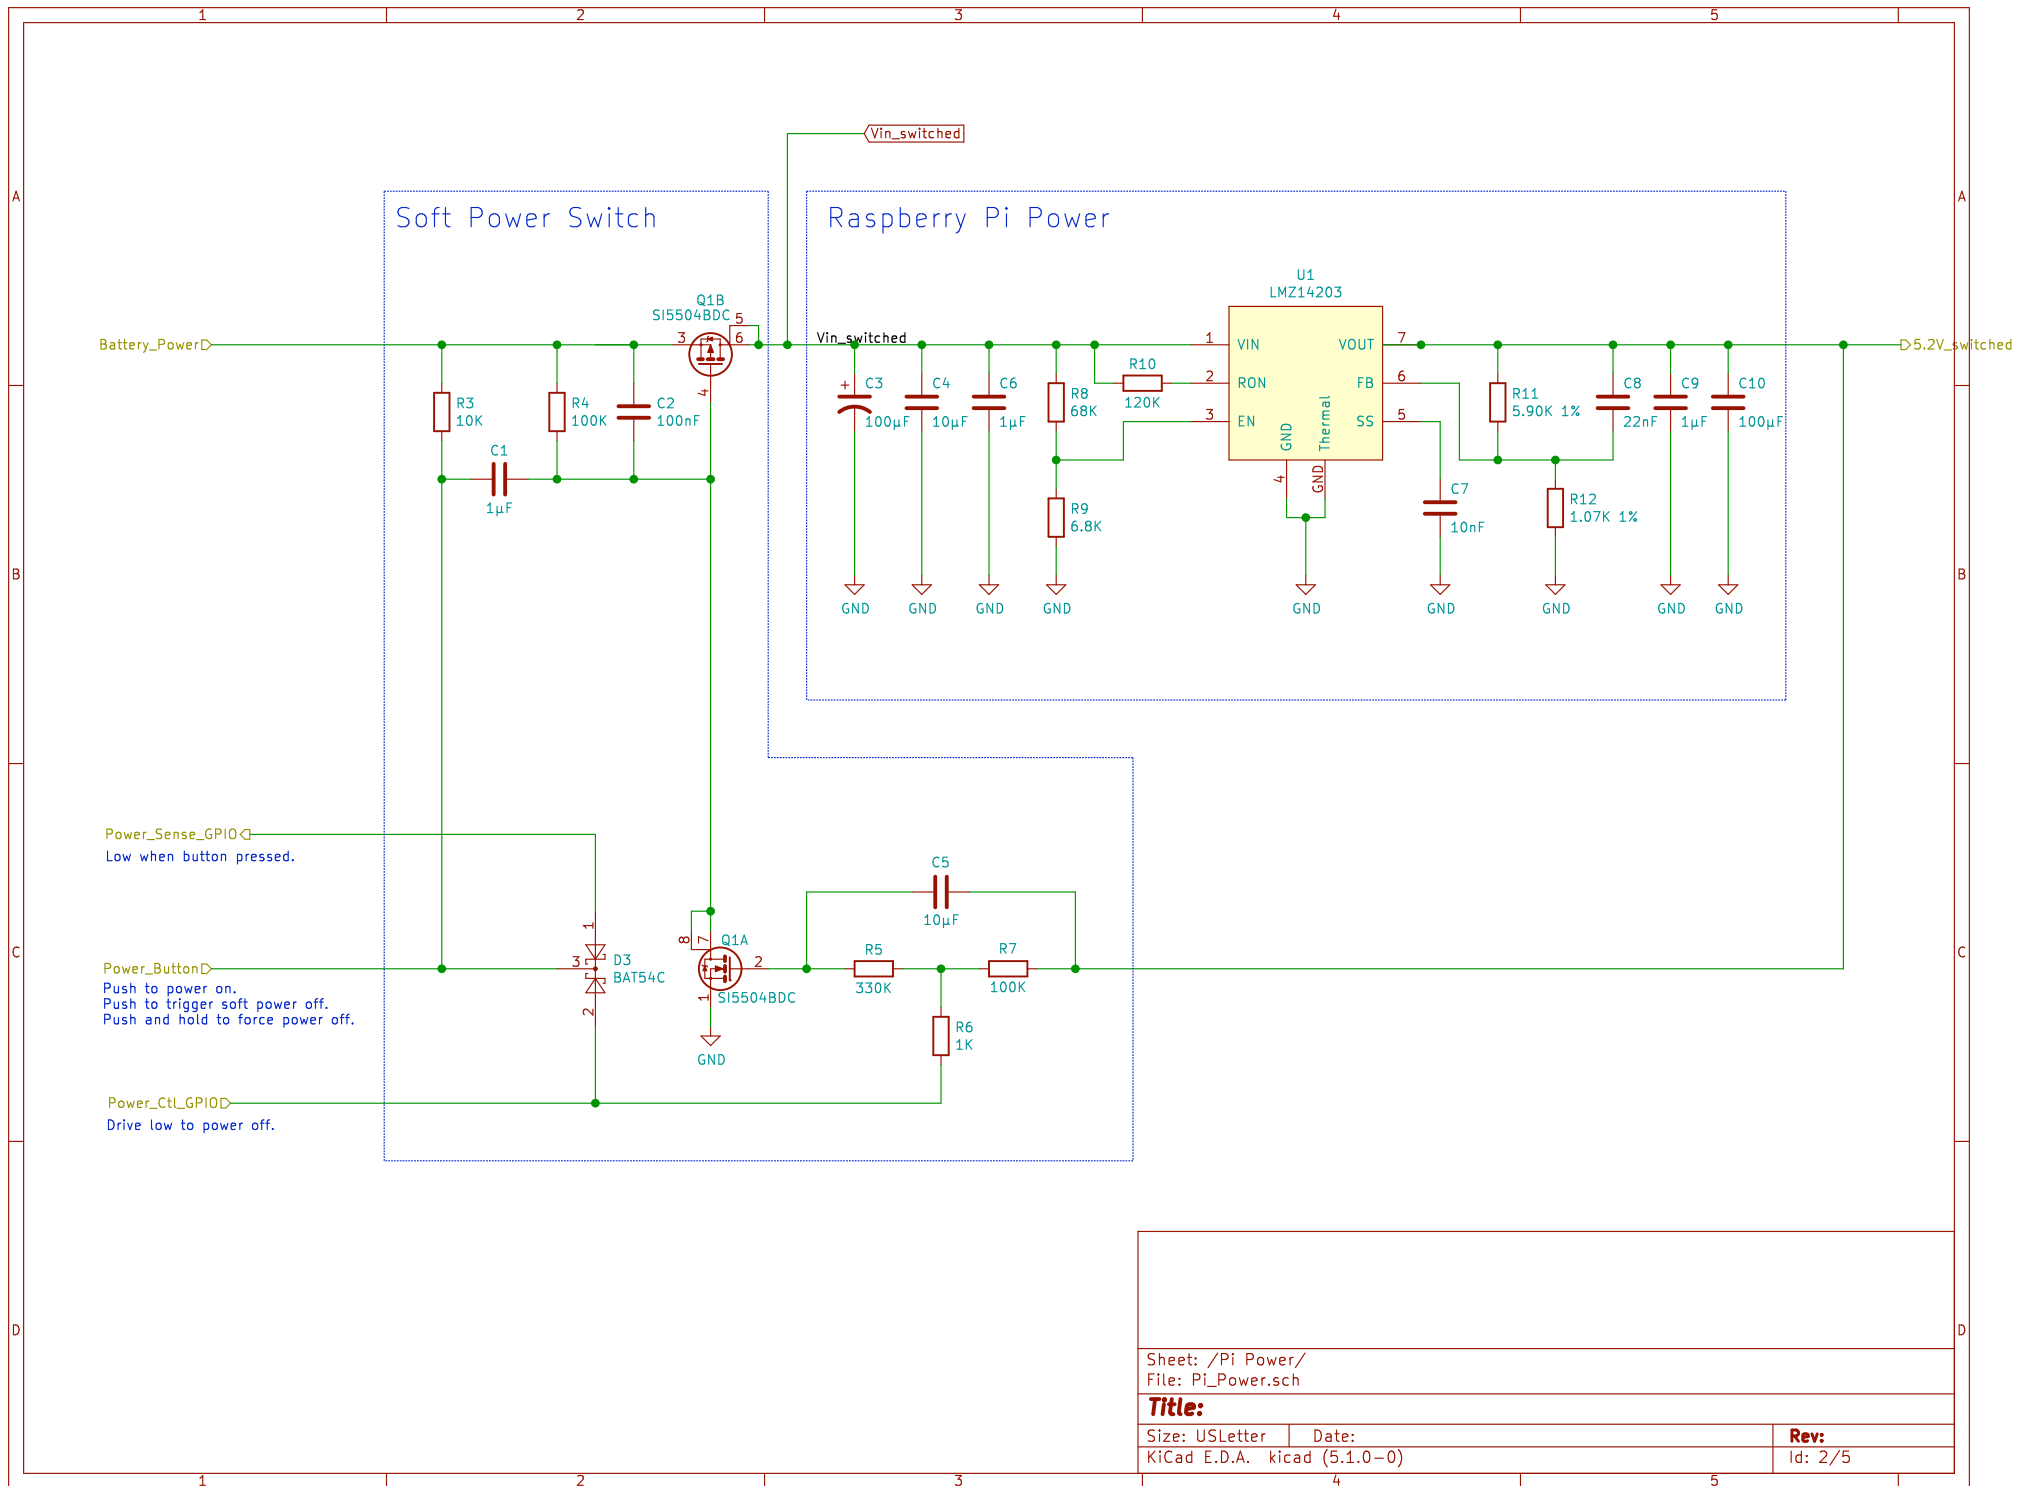 1 2 3 4 5
Vin_switched
A A
Soft Power Switch
Raspberry Pi Power
Q1B
SI5504BDC
3
5
6
4
Battery_Power
Vin_switched
U1
LMZ14203
1 VIN
2 RON
3 EN
VOUT 7
FB 6
SS 5
GND
Thermal
4
GND
5.2V_switched
R3
10K
R4
100K
C2
100nF
C1
1µF
+
C3
100µF
C4
10µF
C6
1µF
R8
68K
R10
120K
R9
6.8K
R11
5.90K 1%
C8
22nF
C9
1µF
C10
100µF
C7
10nF
R12
1.07K 1%
B B
GND GND GND GND GND GND GND GND GND
Power_Sense_GPIO
Low when button pressed.
C5
10µF
C C
1
3
2
D3
BAT54C
8
7
Q1A
2
1
SI5504BDC
GND
R5
330K
R7
100K
R6
1K
Power_Button
Push to power on.
Push to trigger soft power off.
Push and hold to force power off.
Power_Ctl_GPIO
Drive low to power off.
D D
Sheet: /Pi Power/
File: Pi_Power.sch
Title:
Size: USLetter Date: Rev:
KiCad E.D.A. kicad (5.1.0-0) Id: 2/5
1 2 3 4 5